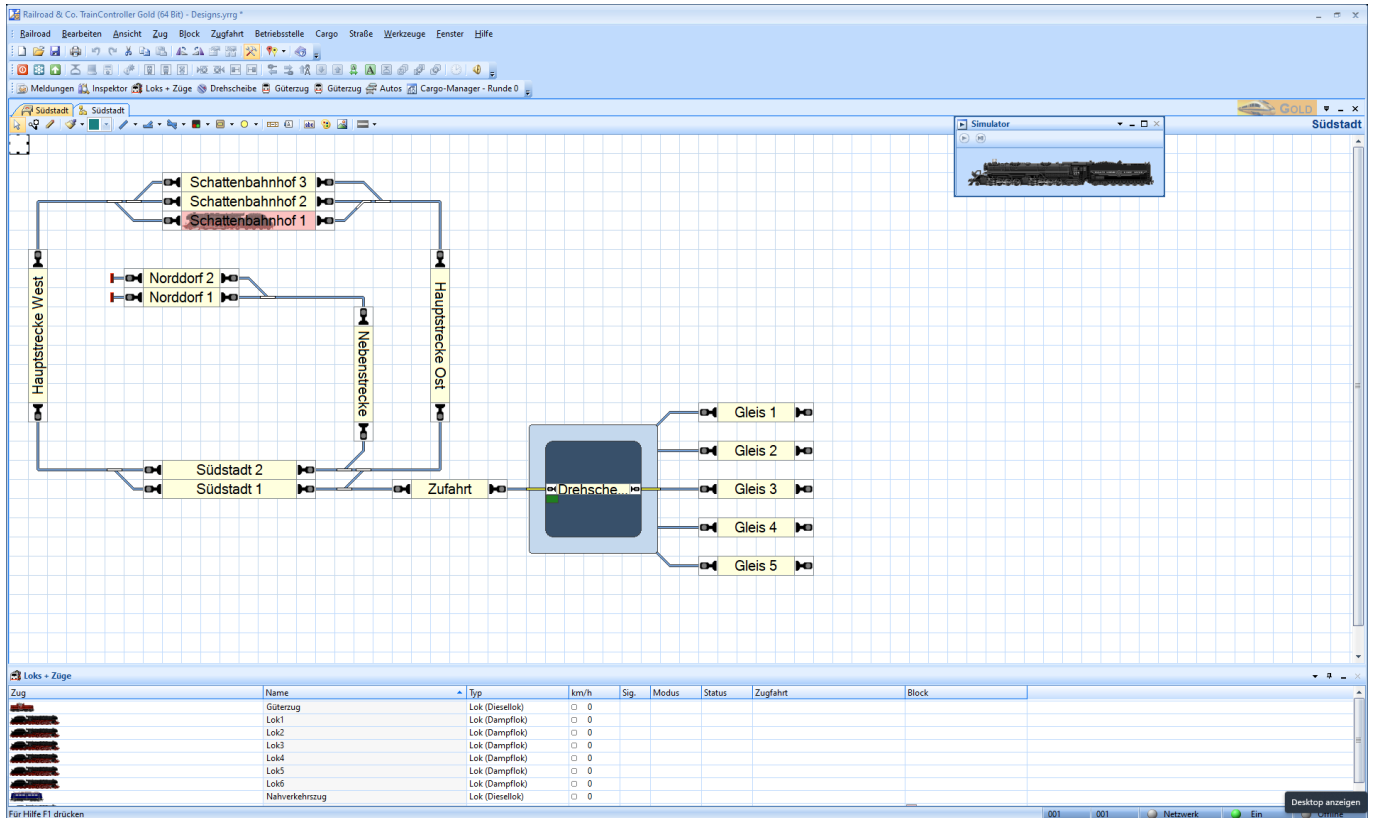 Railroad & Co. TrainController Gold (64 Bit) - Designs.yrrg *
Railroad Bearbeiten Ansicht Zug Block Zugfahrt Betriebsstelle Cargo Straße Werkzeuge Fenster Hilfe
Meldungen Inspektor Loks + Züge Drehscheibe Güterzug Güterzug Autos Cargo-Manager - Runde 0
Südstadt Südstadt GOLD
Südstadt
Simulator
Schattenbahnhof 3
Schattenbahnhof 2
Schattenbahnhof 1
Norddorf 2
Norddorf 1
Hauptstrecke West
Nebenstrecke
Hauptstrecke Ost
Gleis 1
Gleis 2
Südstadt 2
Südstadt 1
Zufahrt
Drehsche...
Gleis 3
Gleis 4
Gleis 5
Loks + Züge
Zug Name Typ km/h Sig. Modus Status Zugfahrt Block
Güterzug Lok (Diesellok) 0
Lok1 Lok (Dampflok) 0
Lok2 Lok (Dampflok) 0
Lok3 Lok (Dampflok) 0
Lok4 Lok (Dampflok) 0
Lok5 Lok (Dampflok) 0
Lok6 Lok (Dampflok) 0
Nahverkehrszug Lok (Diesellok) 0
Desktop anzeigen
Für Hilfe F1 drücken 001 001 Netzwerk Ein Offline